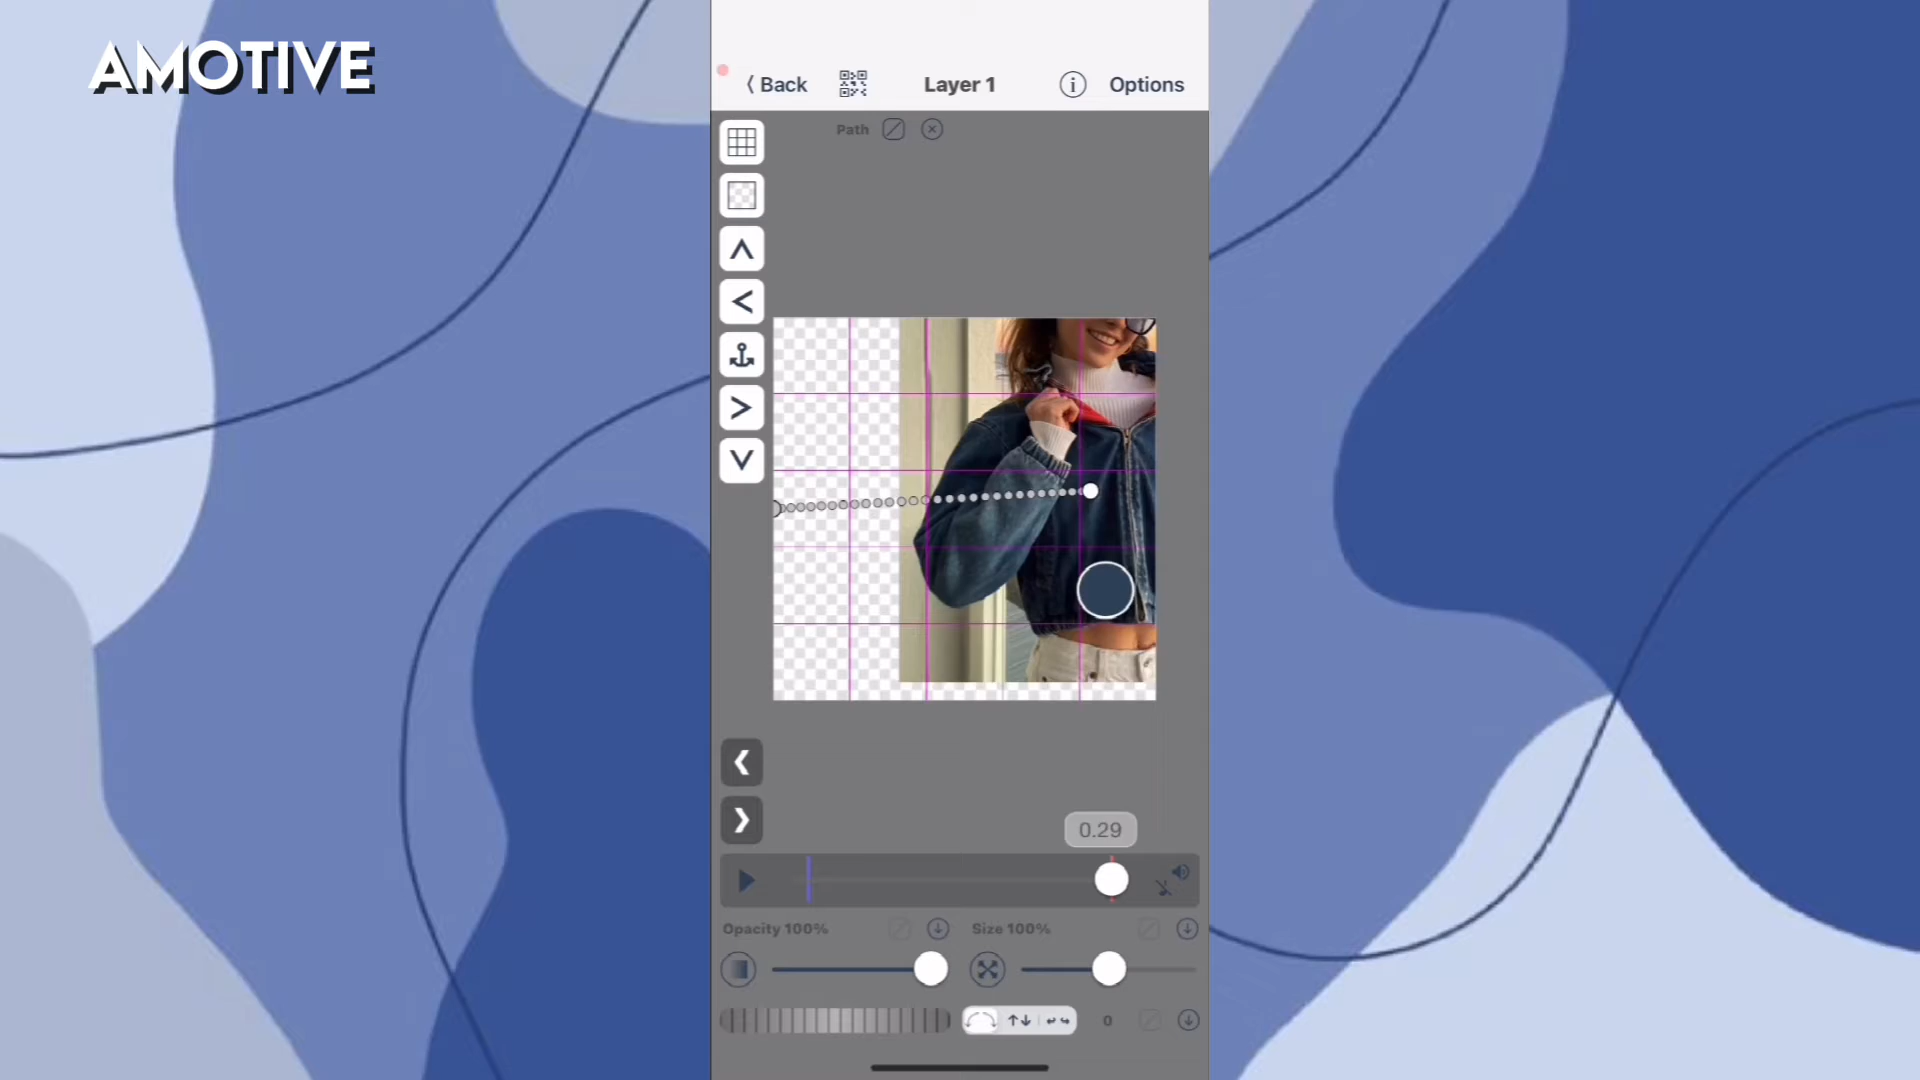 AMOTIVE
Back
Layer 1
Options
Path
0.29
Opacity 100%
Size 100%
0